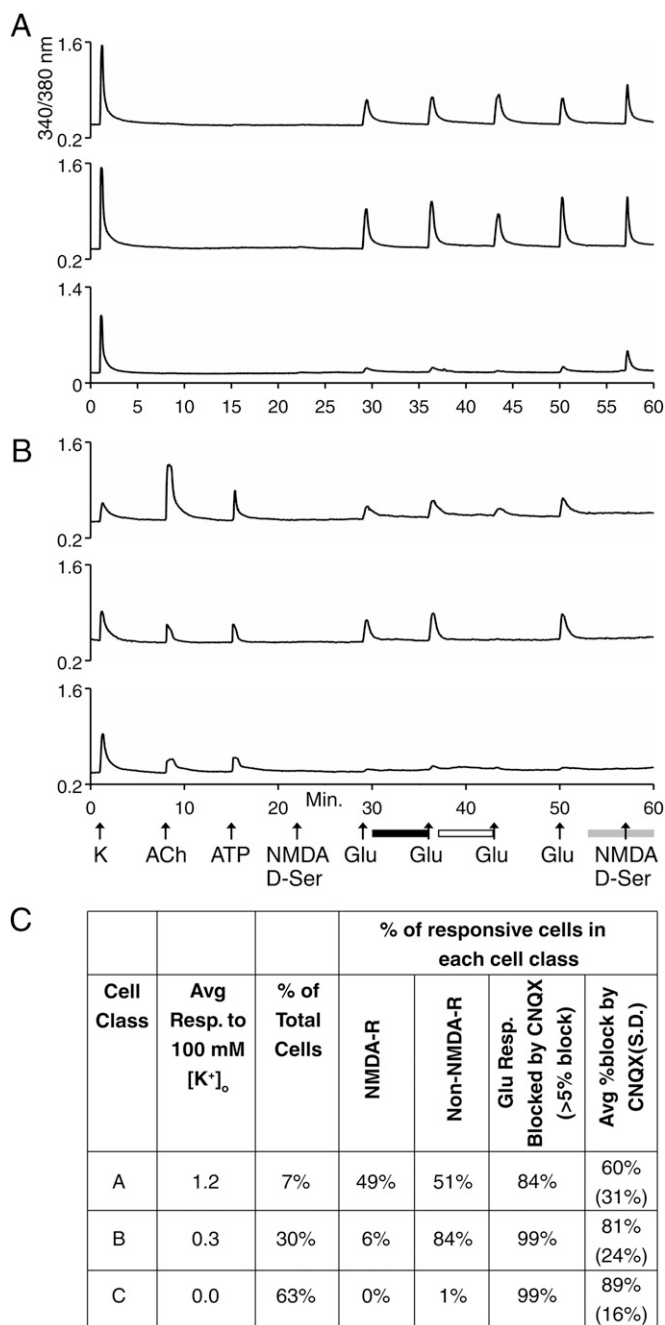 A
340/380 nm
1.6
0.2
1.6
0.2
1.4
0
0 5 10 15 20 25 30 35 40 45 50 55 60
B
1.6
0.2
1.6
0.2
1.6
0.2
0 10 20 30 40 50 60
Min.
K ACh ATP NMDA Glu Glu Glu Glu NMDA
D-Ser D-Ser
C
% of responsive cells in
each cell class
Cell
Class
Avg
Resp. to
100 mM
[K+]o
% of
Total
Cells
NMDA-R
Non-NMDA-R
Glu Resp.
Blocked by CNQX
(>5% block)
Avg %block by
CNQX(S.D.)
A 1.2 7% 49% 51% 84% 60%
(31%)
B 0.3 30% 6% 84% 99% 81%
(24%)
C 0.0 63% 0% 1% 99% 89%
(16%)